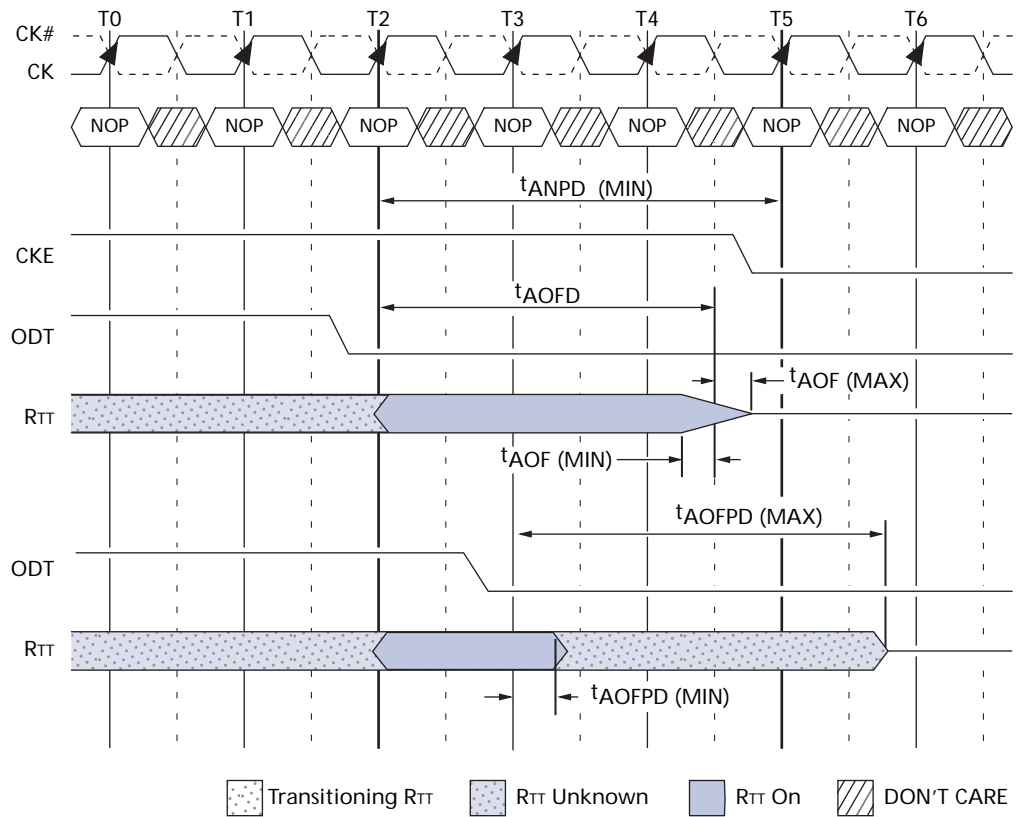 T0 T1 T2 T3 T4 T5 T6
CK#
CK
NOP NOP NOP NOP NOP NOP NOP
tANPD (MIN)
CKE
tAOFD
ODT
tAOF (MAX)
RTT
tAOF (MIN)
tAOFPD (MAX)
ODT
RTT
tAOFPD (MIN)
Transitioning RTT RTT Unknown RTT On DON'T CARE